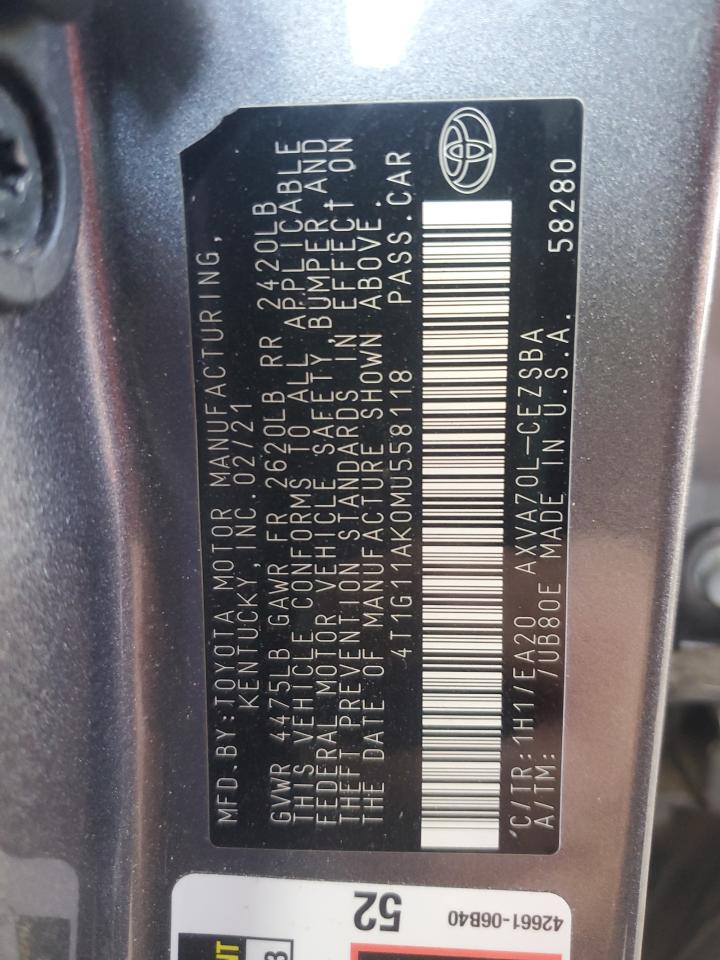 MFD.BY:TOYOTA MOTOR MANUFACTURING,
KENTUCKY,INC.02/21
GVWR 4475LB GAWR FR 2620LB RR 2420LB
THIS VEHICLE CONFORMS TO ALL APPLICABLE
FEDERAL MOTOR VEHICLE SAFETY,BUMPER,AND
THEFT PREVENTION STANDARDS IN EFFECT ON
THE DATE OF MANUFACTURE SHOWN ABOVE.
4T1G11AK0MU558118 PASS.CAR
C/TR:1H1/EA20 AXVA70L-CEZSBA
A/TM: /UB80E MADE IN U.S.A. 58280
52
42661-06B40